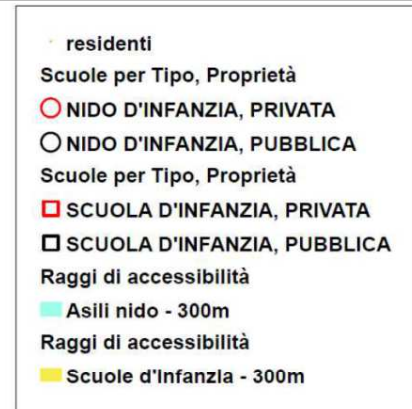 residenti
Scuole per Tipo, Proprietà
NIDO D'INFANZIA, PRIVATA
NIDO D'INFANZIA, PUBBLICA
Scuole per Tipo, Proprietà
SCUOLA D'INFANZIA, PRIVATA
SCUOLA D'INFANZIA, PUBBLICA
Raggi di accessibilità
Asili nido - 300m
Raggi di accessibilità
Scuole d'Infanzia - 300m